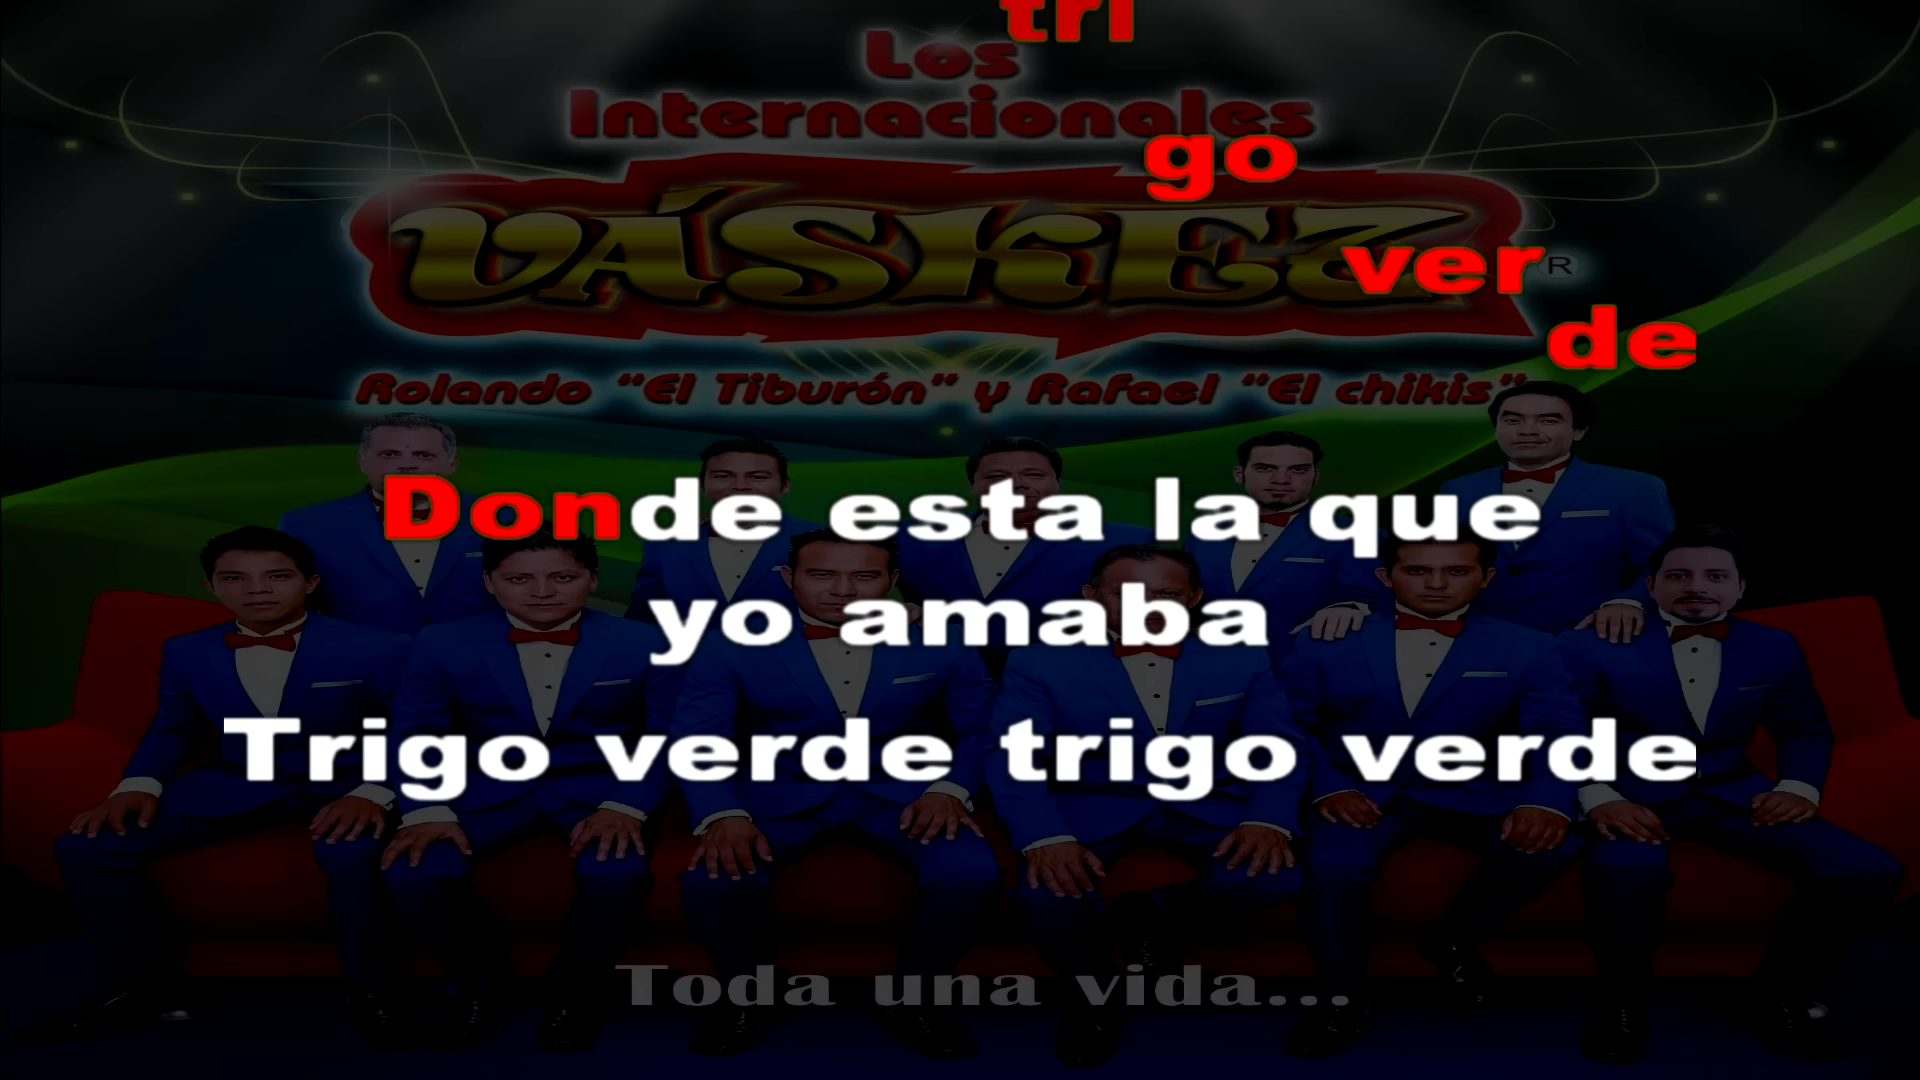 tri
Los
Internacionales
go
VÁSKEZ®
ver
de
Rolando "El Tiburón" y Rafael "El chikis"
Donde esta la que
yo amaba
Trigo verde trigo verde
Toda una vida...